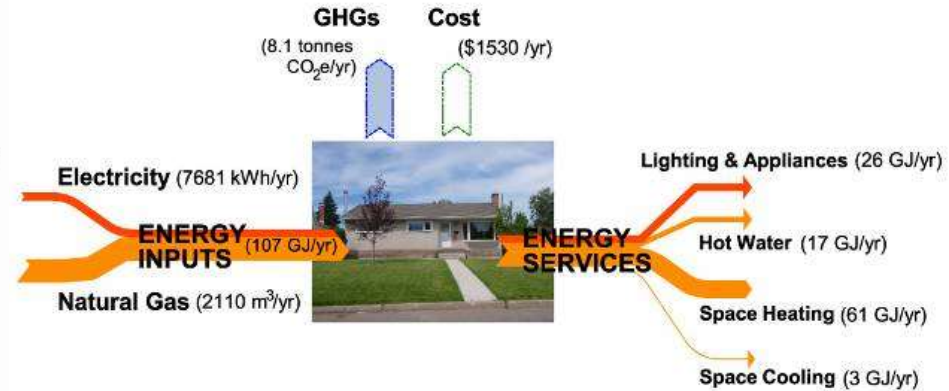 GHGs
(8.1 tonnes
CO₂e/yr)
Cost
($1530 /yr)
Electricity (7681 kWh/yr)
ENERGY
INPUTS
(107 GJ/yr)
Natural Gas (2110 m³/yr)
ENERGY
SERVICES
Lighting & Appliances (26 GJ/yr)
Hot Water (17 GJ/yr)
Space Heating (61 GJ/yr)
Space Cooling (3 GJ/yr)